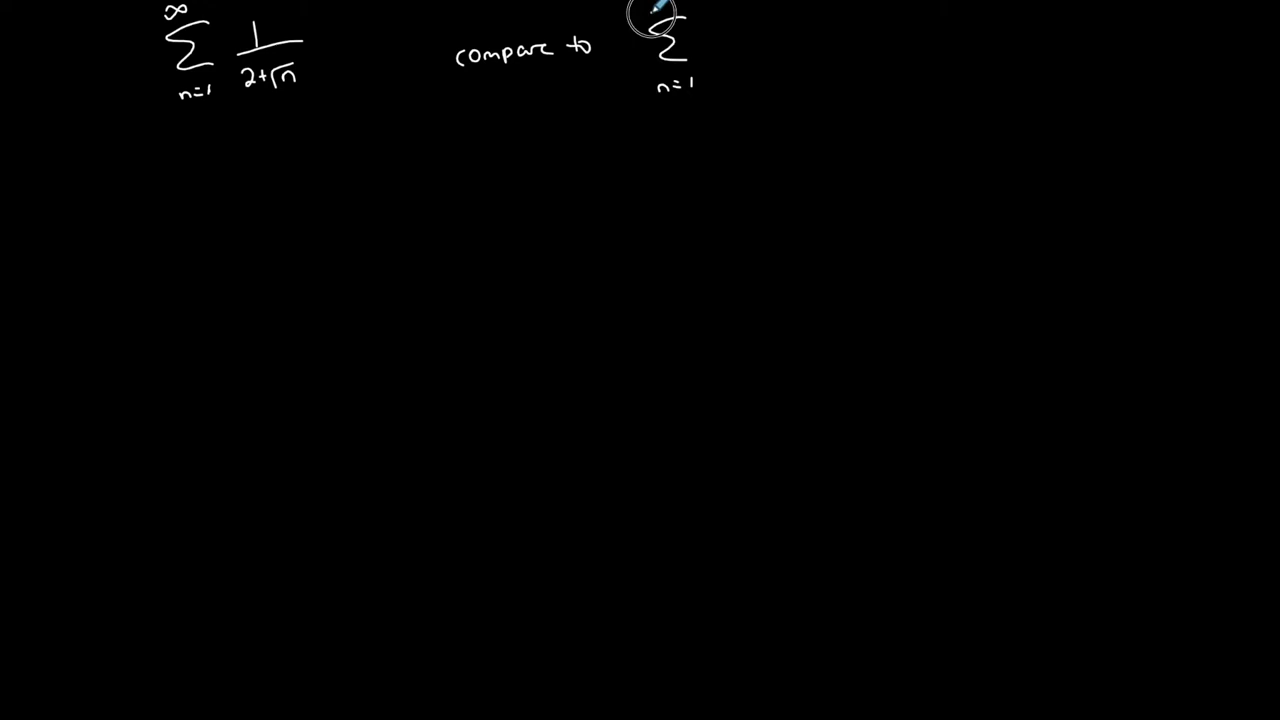 ∞ ∑ n=1 1/(2+√n) compare to ∑ n=1